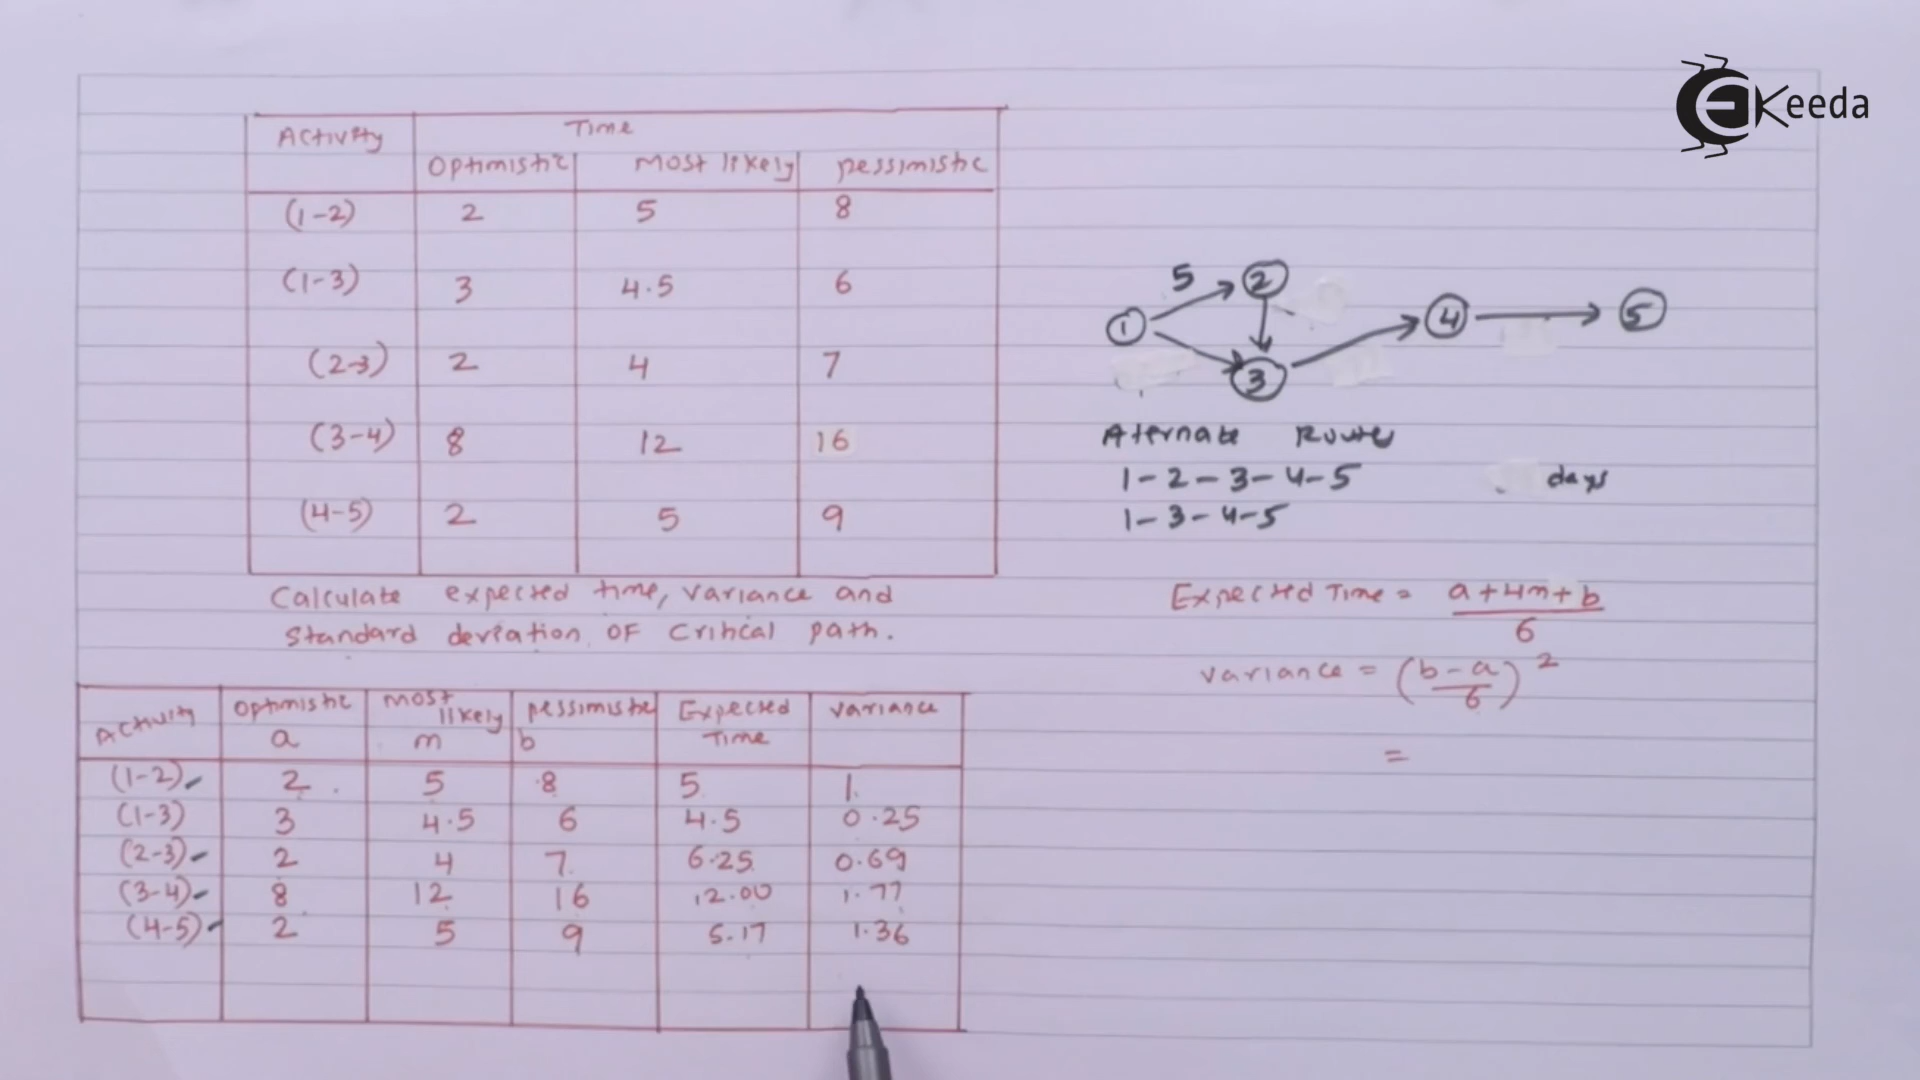 EKeeda
Activity Time
Optimistic Most likely pessimistic
(1-2) 2 5 8
(1-3) 3 4.5 6
(2-3) 2 4 7
(3-4) 8 12 16
(4-5) 2 5 9
Calculate expected time, variance and
standard deviation of critical path.
Activity Optimistic most likely pessimistic Expected Time variance
a m b
(1-2) 2 5 8 5 1
(1-3) 3 4.5 6 4.5 0.25
(2-3) 2 4 7 6.25 0.69
(3-4) 8 12 16 12.00 1.77
(4-5) 2 5 9 5.17 1.36
5
1 2 3 4 5
Aternate Route
1-2-3-4-5 days
1-3-4-5
Expected Time = a+4m+b
6
variance = (b-a/6)2
=